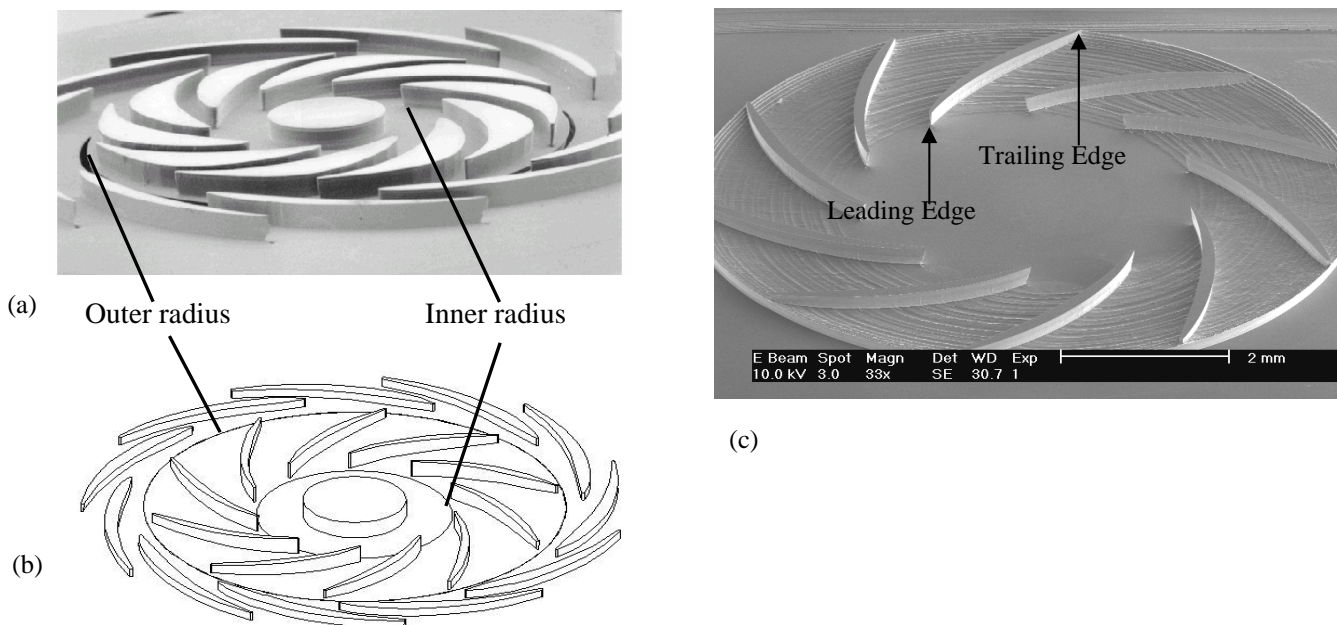 Trailing Edge
Leading Edge
(a)
Outer radius
Inner radius
E Beam Spot Magn Det WD Exp
10.0 kV 3.0 33x SE 30.7 1
2 mm
(c)
(b)